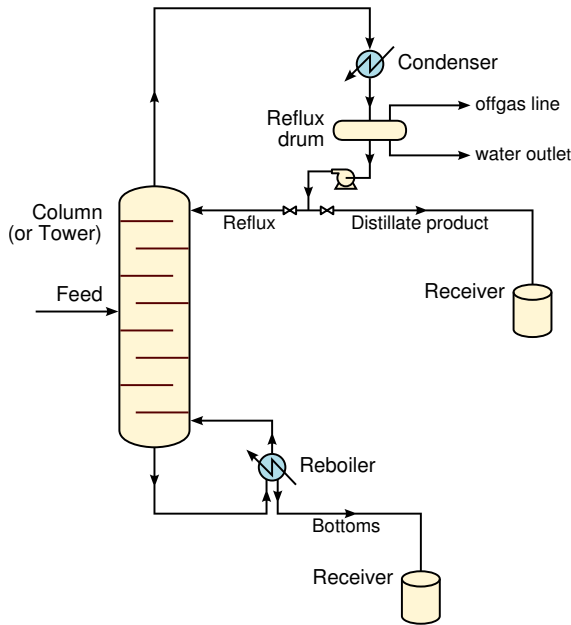 Condenser
offgas line
Reflux
drum
water outlet
Column
(or Tower)
Reflux
Distillate product
Feed
Receiver
Reboiler
Bottoms
Receiver